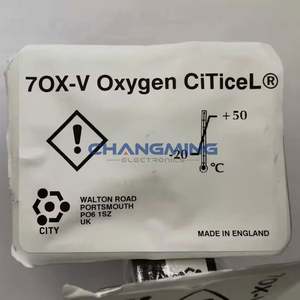 7OX-V Oxygen CiTiceL®
+50
CHANGMING
ELECTRONICS
-20
°C
WALTON ROAD
PORTSMOUTH
PO6 1SZ
UK
CITY
MADE IN ENGLAND